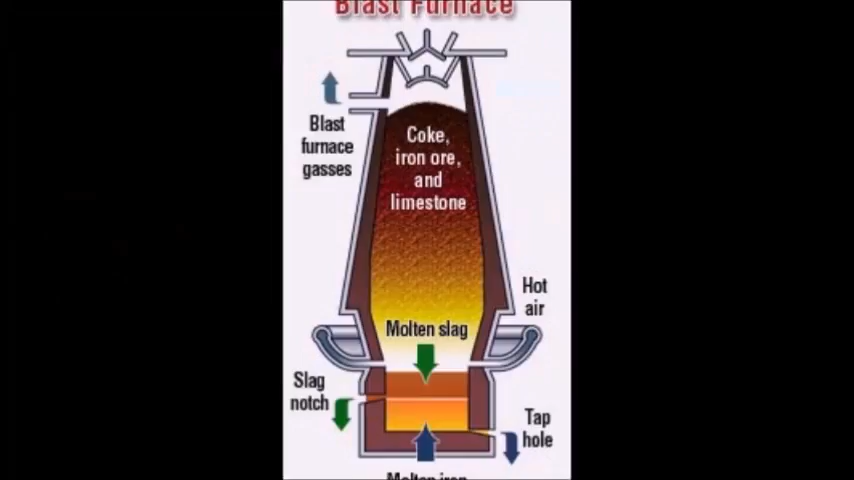 Blast Furnace
Blast
furnace
gasses
Coke,
iron ore,
and
limestone
Hot
air
Molten slag
Slag
notch
Tap
hole
Molten iron